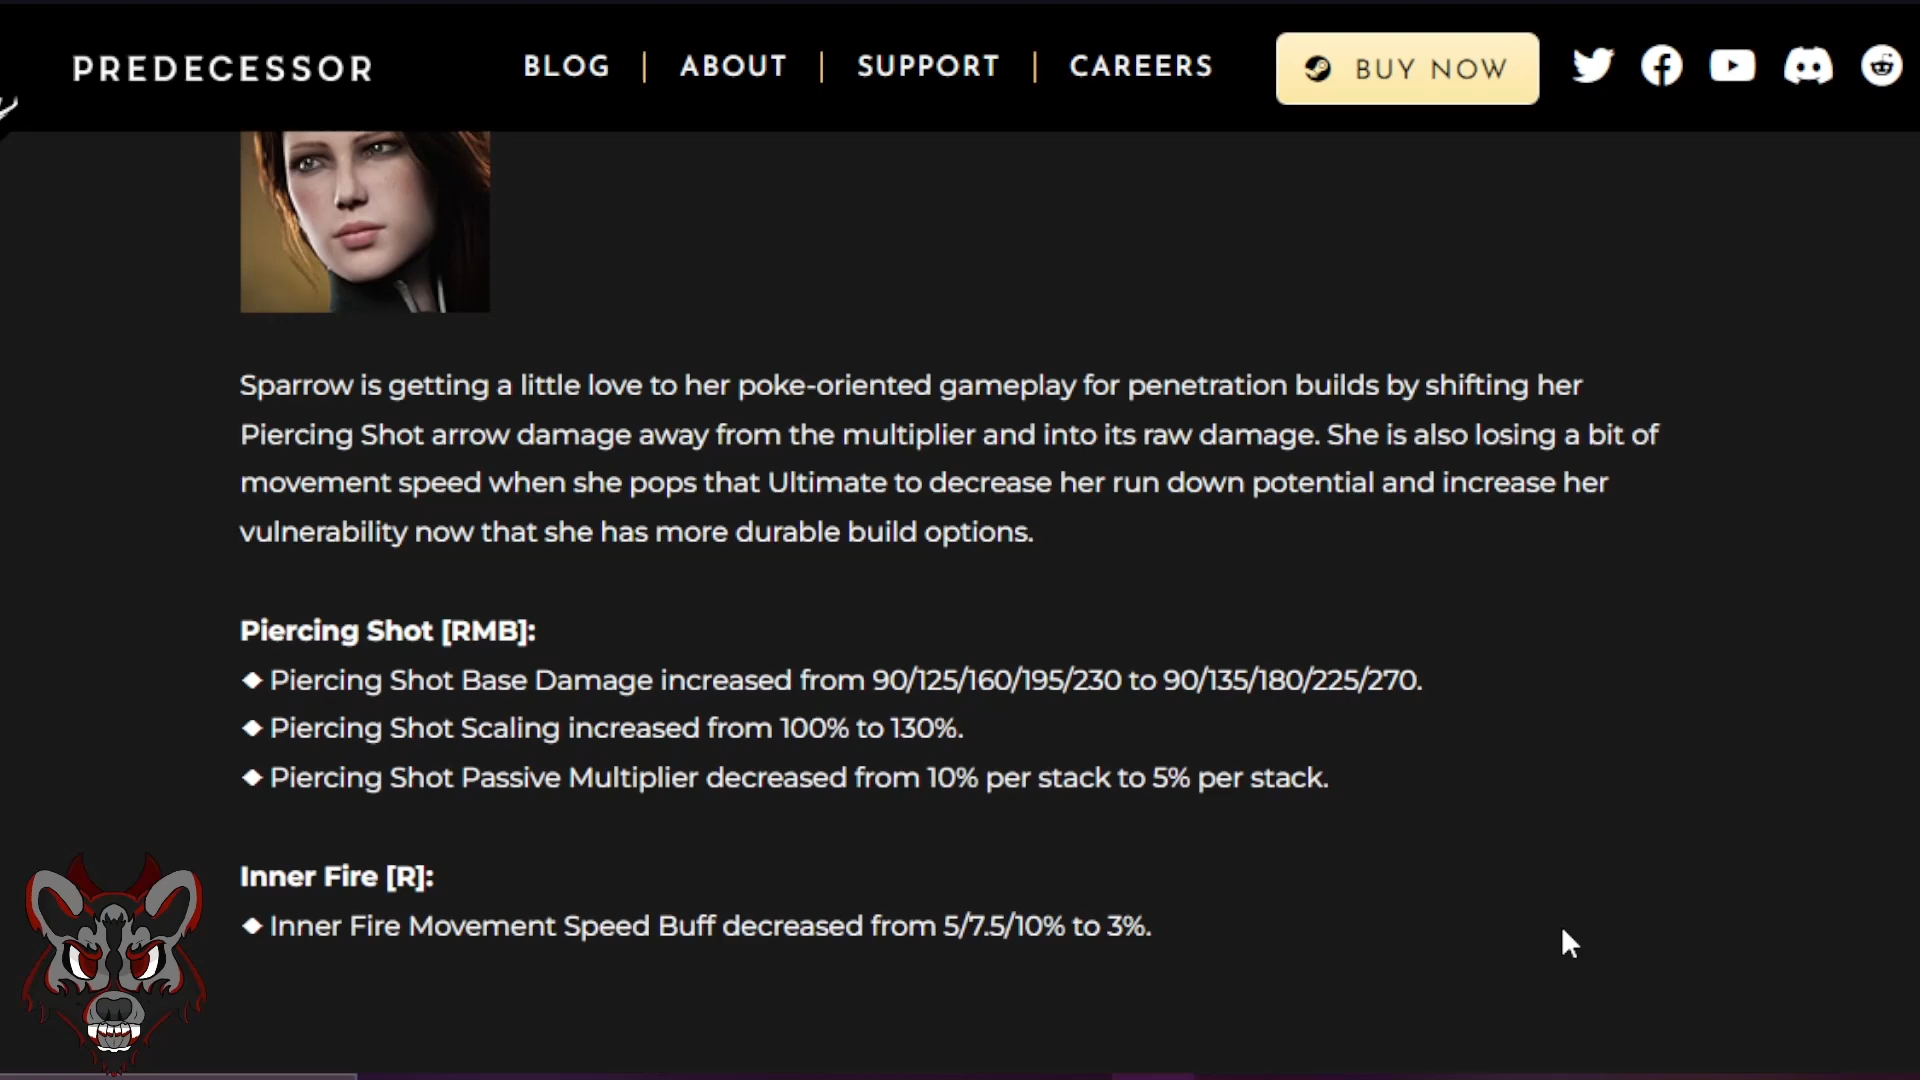 PREDECESSOR
BLOG | ABOUT | SUPPORT | CAREERS
BUY NOW
Sparrow is getting a little love to her poke-oriented gameplay for penetration builds by shifting her
Piercing Shot arrow damage away from the multiplier and into its raw damage. She is also losing a bit of
movement speed when she pops that Ultimate to decrease her run down potential and increase her
vulnerability now that she has more durable build options.
Piercing Shot [RMB]:
◆ Piercing Shot Base Damage increased from 90/125/160/195/230 to 90/135/180/225/270.
◆ Piercing Shot Scaling increased from 100% to 130%.
◆ Piercing Shot Passive Multiplier decreased from 10% per stack to 5% per stack.
Inner Fire [R]:
◆ Inner Fire Movement Speed Buff decreased from 5/7.5/10% to 3%.